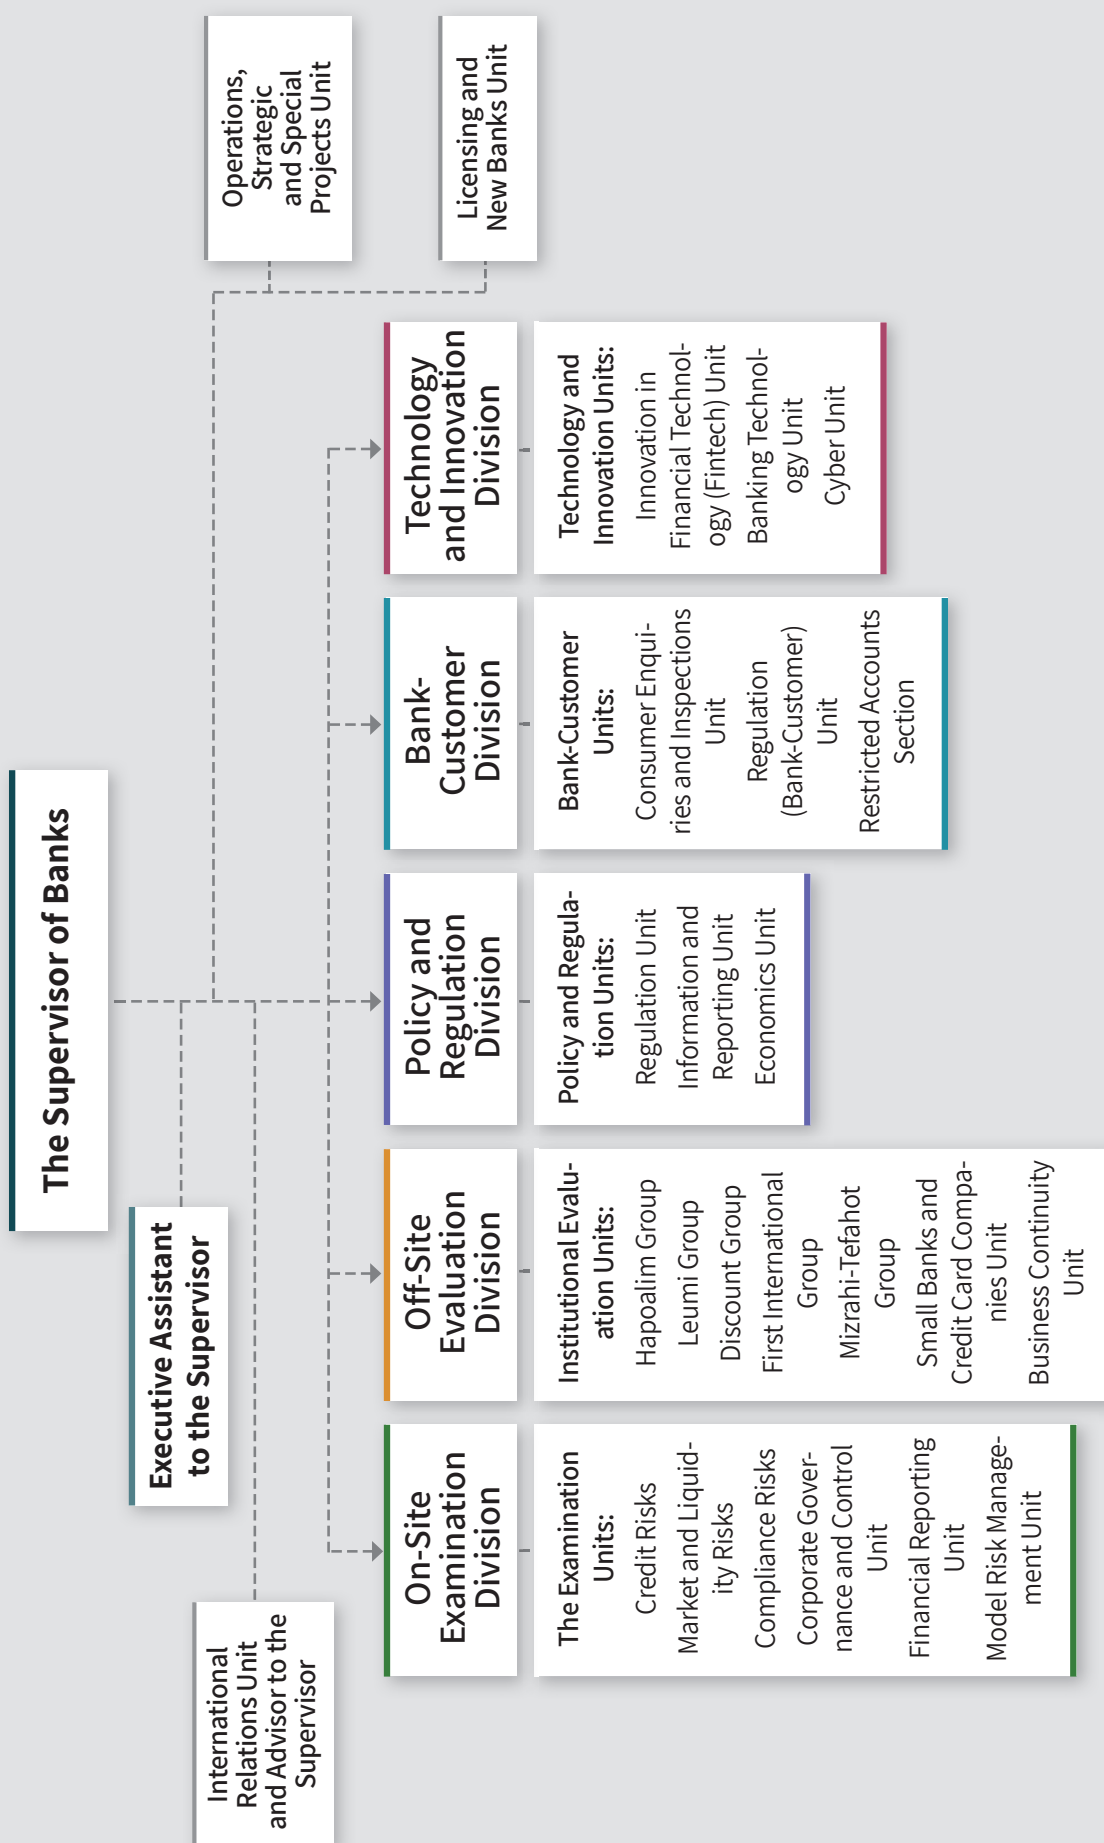 The Supervisor of Banks
Executive Assistant
to the Supervisor
International
Relations Unit
and Advisor to the
Supervisor
Operations,
Strategic
and Special
Projects Unit
Licensing and
New Banks Unit
On-Site
Examination
Division
The Examination
Units:
Credit Risks
Market and Liquid-
ity Risks
Compliance Risks
Corporate Gover-
nance and Control
Unit
Financial Reporting
Unit
Model Risk Manage-
ment Unit
Off-Site
Evaluation
Division
Institutional Evalu-
ation Units:
Hapoalim Group
Leumi Group
Discount Group
First International
Group
Mizrahi-Tefahot
Group
Small Banks and
Credit Card Compa-
nies Unit
Business Continuity
Unit
Policy and
Regulation
Division
Policy and Regula-
tion Units:
Regulation Unit
Information and
Reporting Unit
Economics Unit
Bank-
Customer
Division
Bank-Customer
Units:
Consumer Enqui-
ries and Inspections
Unit
Regulation
(Bank-Customer)
Unit
Restricted Accounts
Section
Technology
and Innovation
Division
Technology and
Innovation Units:
Innovation in
Financial Technol-
ogy (Fintech) Unit
Banking Technol-
ogy Unit
Cyber Unit